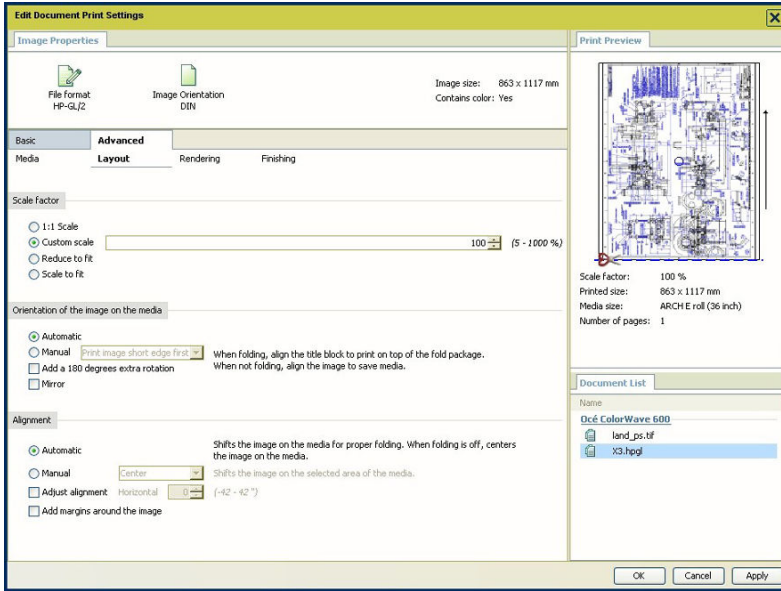 Edit Document Print Settings
Image Properties
File format
HP-GL/2
Image Orientation
DIN
Image size: 863 x 1117 mm
Contains color: Yes
Basic
Advanced
Media
Layout
Rendering
Finishing
Scale factor
1:1 Scale
Custom scale 100 (5 - 1000 %)
Reduce to fit
Scale to fit
Orientation of the image on the media
Automatic
Manual Print image short edge first
When folding, align the title block to print on top of the fold package.
When not folding, align the image to save media.
Add a 180 degrees extra rotation
Mirror
Alignment
Automatic
Shifts the image on the media for proper folding. When folding is off, centers
the image on the media.
Manual Center Shifts the image on the selected area of the media.
Adjust alignment Horizontal 0 (-42 - 42 ")
Add margins around the image
Print Preview
Scale factor: 100 %
Printed size: 863 x 1117 mm
Media size: ARCH E roll (36 inch)
Number of pages: 1
Document List
Name
Océ ColorWave 600
land_ps.tif
X3.hpgl
OK
Cancel
Apply